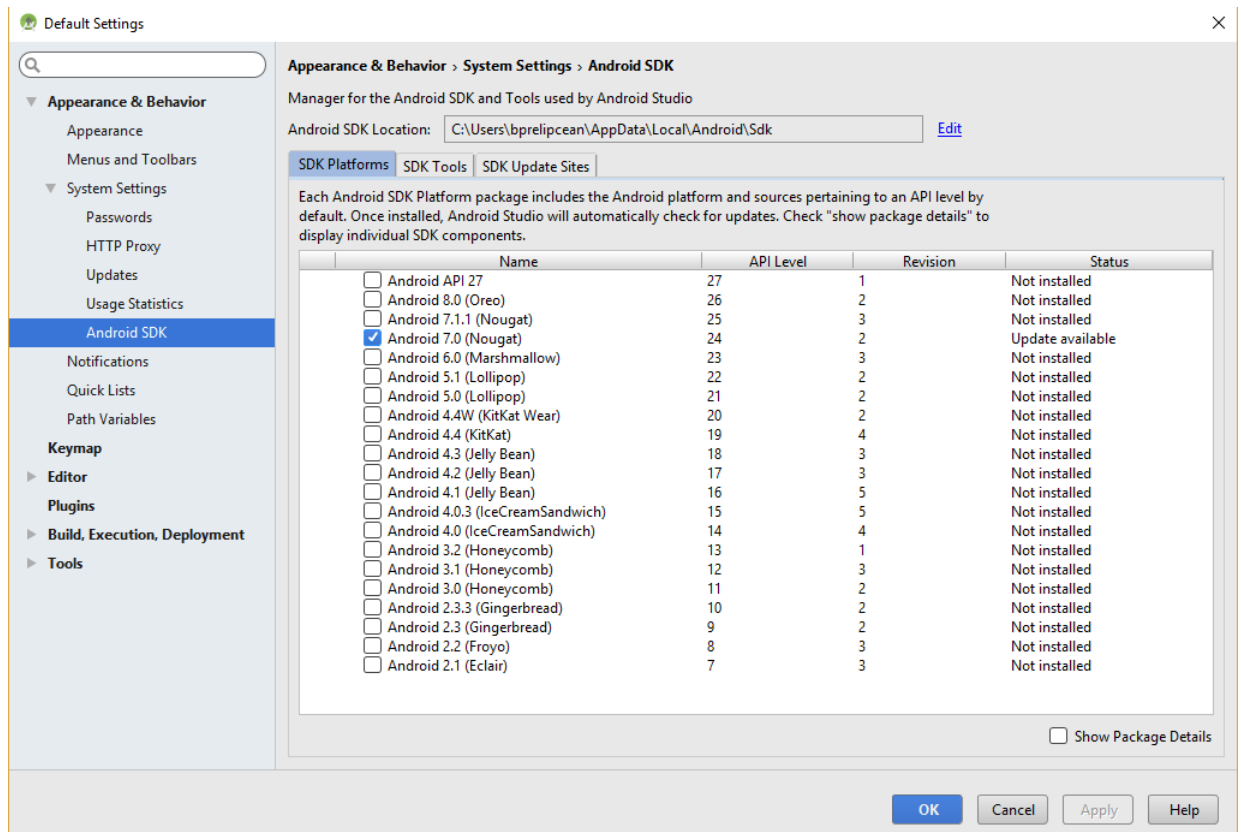 Default Settings
Appearance & Behavior
Appearance
Menus and Toolbars
System Settings
Passwords
HTTP Proxy
Updates
Usage Statistics
Android SDK
Notifications
Quick Lists
Path Variables
Keymap
Editor
Plugins
Build, Execution, Deployment
Tools
Appearance & Behavior › System Settings › Android SDK
Manager for the Android SDK and Tools used by Android Studio
Android SDK Location: C:\Users\bprelipcean\AppData\Local\Android\Sdk Edit
SDK Platforms SDK Tools SDK Update Sites
Each Android SDK Platform package includes the Android platform and sources pertaining to an API level by
default. Once installed, Android Studio will automatically check for updates. Check "show package details" to
display individual SDK components.
Name API Level Revision Status
Android API 27 27 1 Not installed
Android 8.0 (Oreo) 26 2 Not installed
Android 7.1.1 (Nougat) 25 3 Not installed
Android 7.0 (Nougat) 24 2 Update available
Android 6.0 (Marshmallow) 23 3 Not installed
Android 5.1 (Lollipop) 22 2 Not installed
Android 5.0 (Lollipop) 21 2 Not installed
Android 4.4W (KitKat Wear) 20 2 Not installed
Android 4.4 (KitKat) 19 4 Not installed
Android 4.3 (Jelly Bean) 18 3 Not installed
Android 4.2 (Jelly Bean) 17 3 Not installed
Android 4.1 (Jelly Bean) 16 5 Not installed
Android 4.0.3 (IceCreamSandwich) 15 5 Not installed
Android 4.0 (IceCreamSandwich) 14 4 Not installed
Android 3.2 (Honeycomb) 13 1 Not installed
Android 3.1 (Honeycomb) 12 3 Not installed
Android 3.0 (Honeycomb) 11 2 Not installed
Android 2.3.3 (Gingerbread) 10 2 Not installed
Android 2.3 (Gingerbread) 9 2 Not installed
Android 2.2 (Froyo) 8 3 Not installed
Android 2.1 (Eclair) 7 3 Not installed
Show Package Details
OK Cancel Apply Help